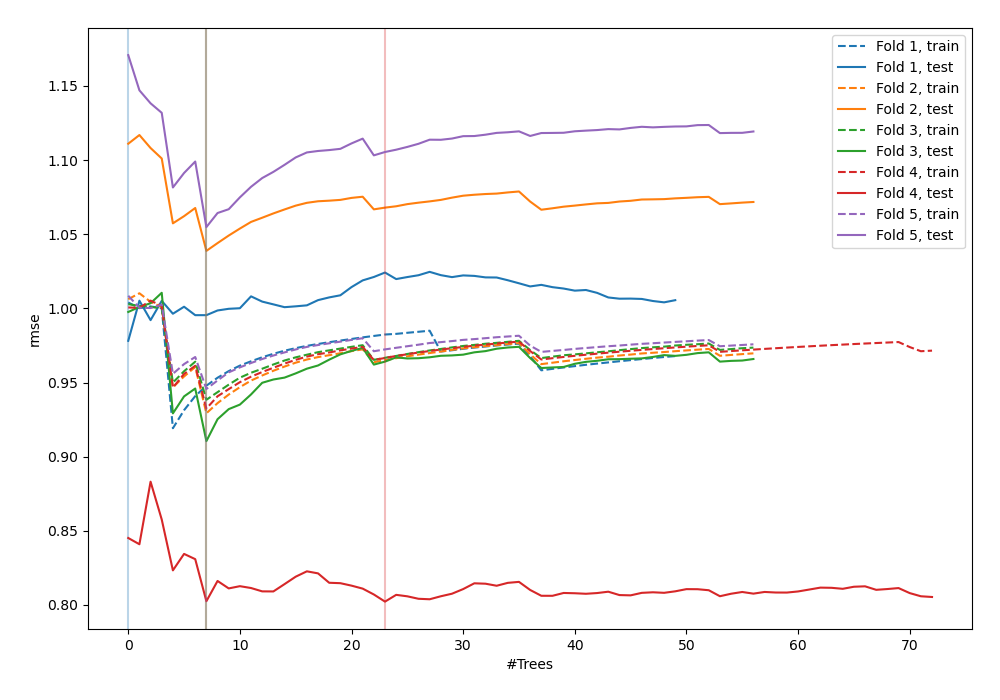 Fold 1, train
Fold 1, test
Fold 2, train
Fold 2, test
Fold 3, train
Fold 3, test
Fold 4, train
Fold 4, test
Fold 5, train
Fold 5, test
1.15
1.10
1.05
1.00
0.95
0.90
0.85
0.80
rmse
0 10 20 30 40 50 60 70
#Trees